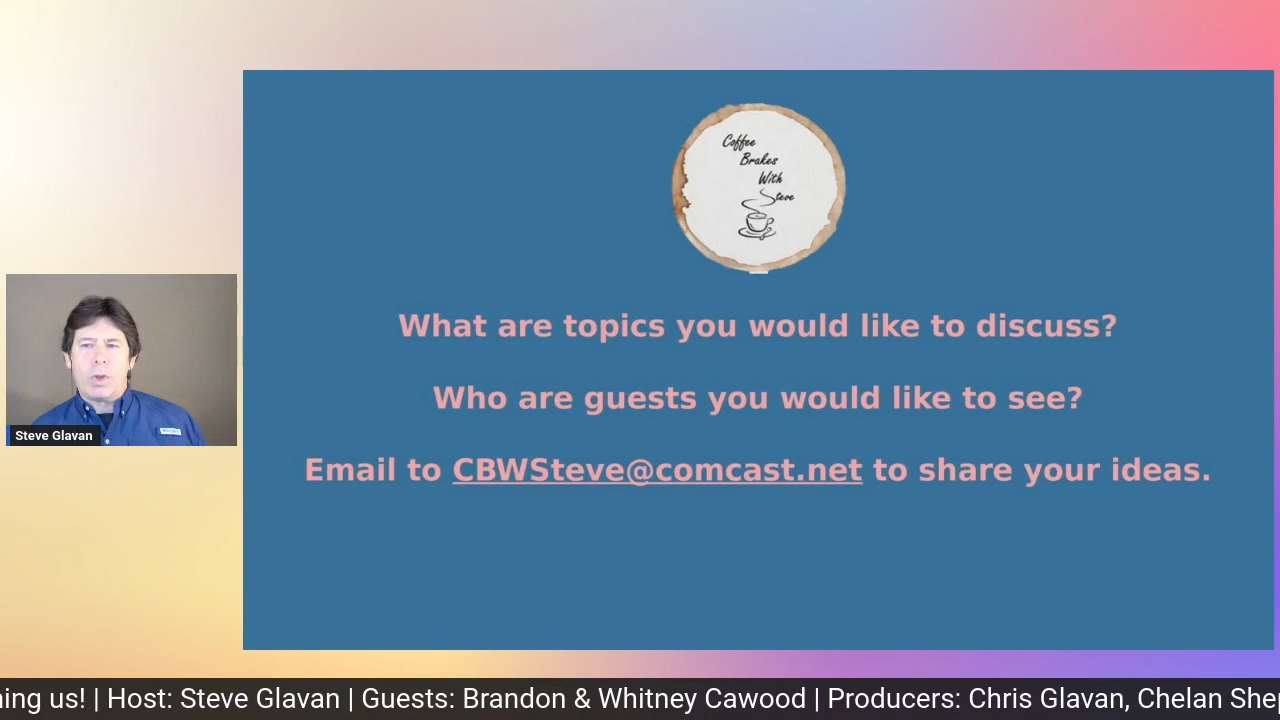 Coffee
Brakes
With
Steve
What are topics you would like to discuss?
Who are guests you would like to see?
Email to CBWSteve@comcast.net to share your ideas.
Steve Glavan
us! | Host: Steve Glavan | Guests: Brandon & Whitney Cawood | Producers: Chris Glavan, Chelan